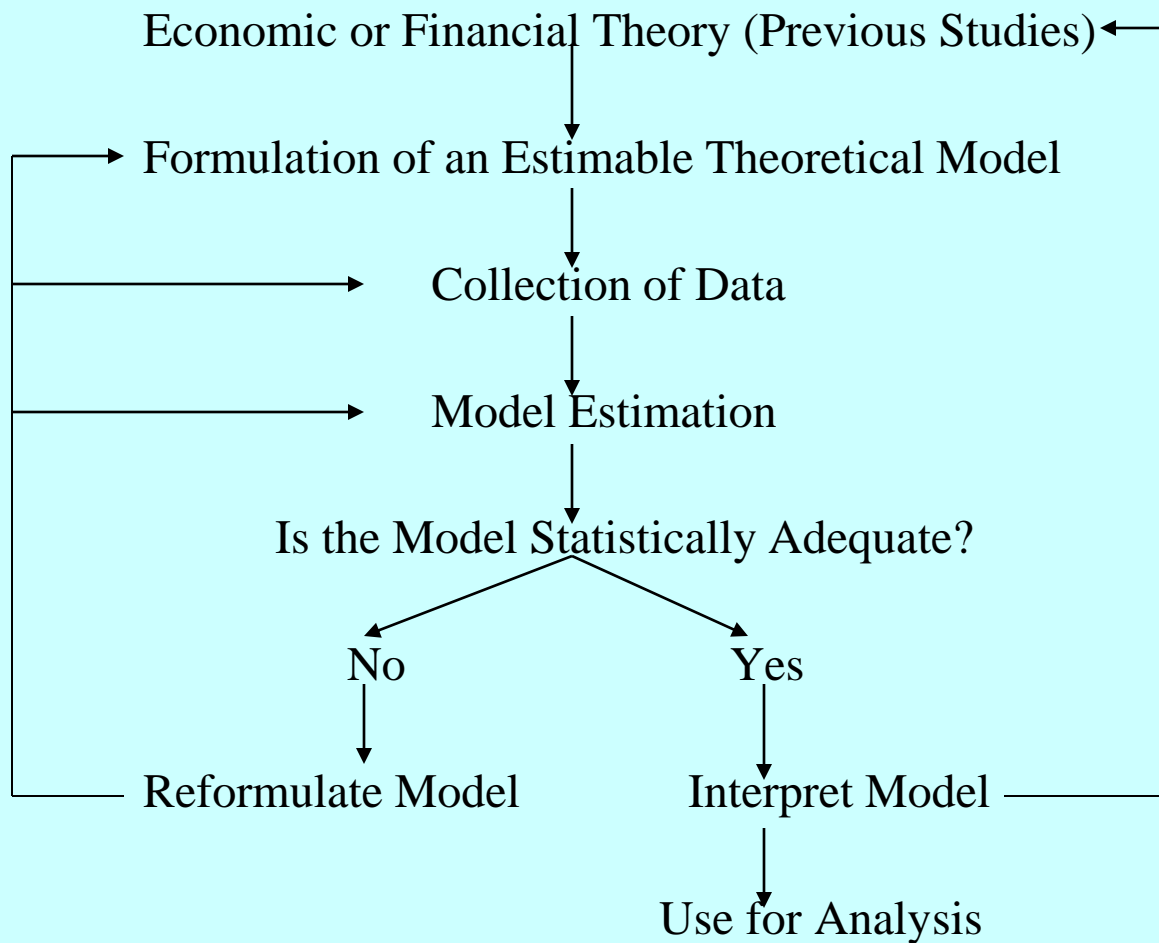 Economic or Financial Theory (Previous Studies)
Formulation of an Estimable Theoretical Model
Collection of Data
Model Estimation
Is the Model Statistically Adequate?
No
Yes
Reformulate Model
Interpret Model
Use for Analysis